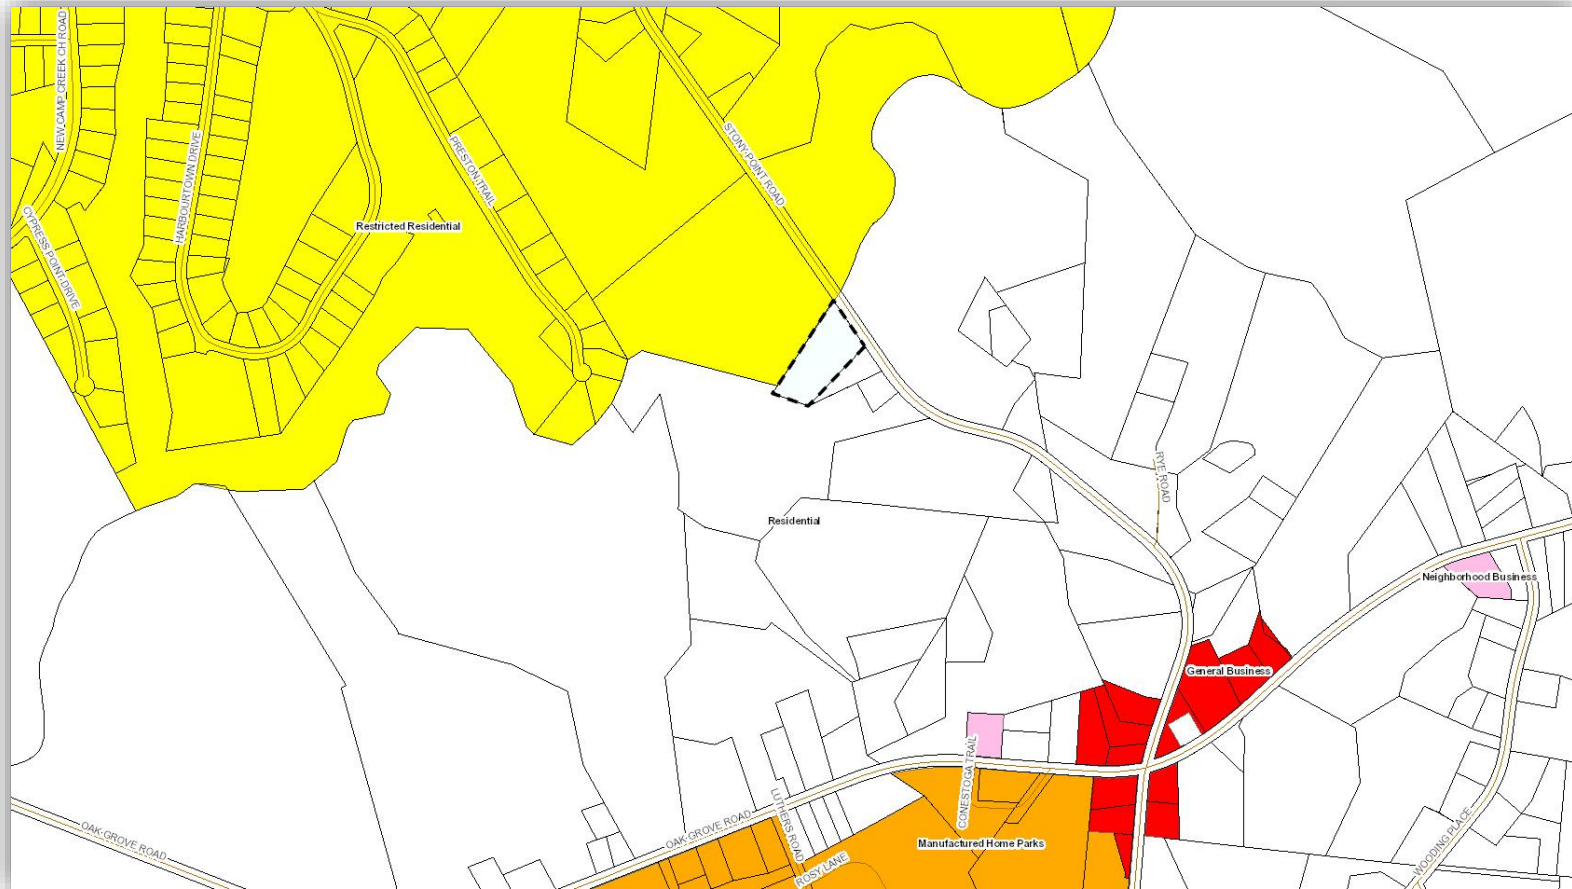 NEW CAMP CREEK CH ROAD
HARBOURTOWN DRIVE
PRESTON TRAIL
STONY POINT ROAD
CYPRESS POINT DRIVE
Restricted Residential
RYE ROAD
Residential
Neighborhood Business
General Business
CONESTOGA TRAIL
LUTHERS ROAD
OAK GROVE ROAD
OAK GROVE ROAD
Manufactured Home Parks
ROSY LANE
WOODING PLACE